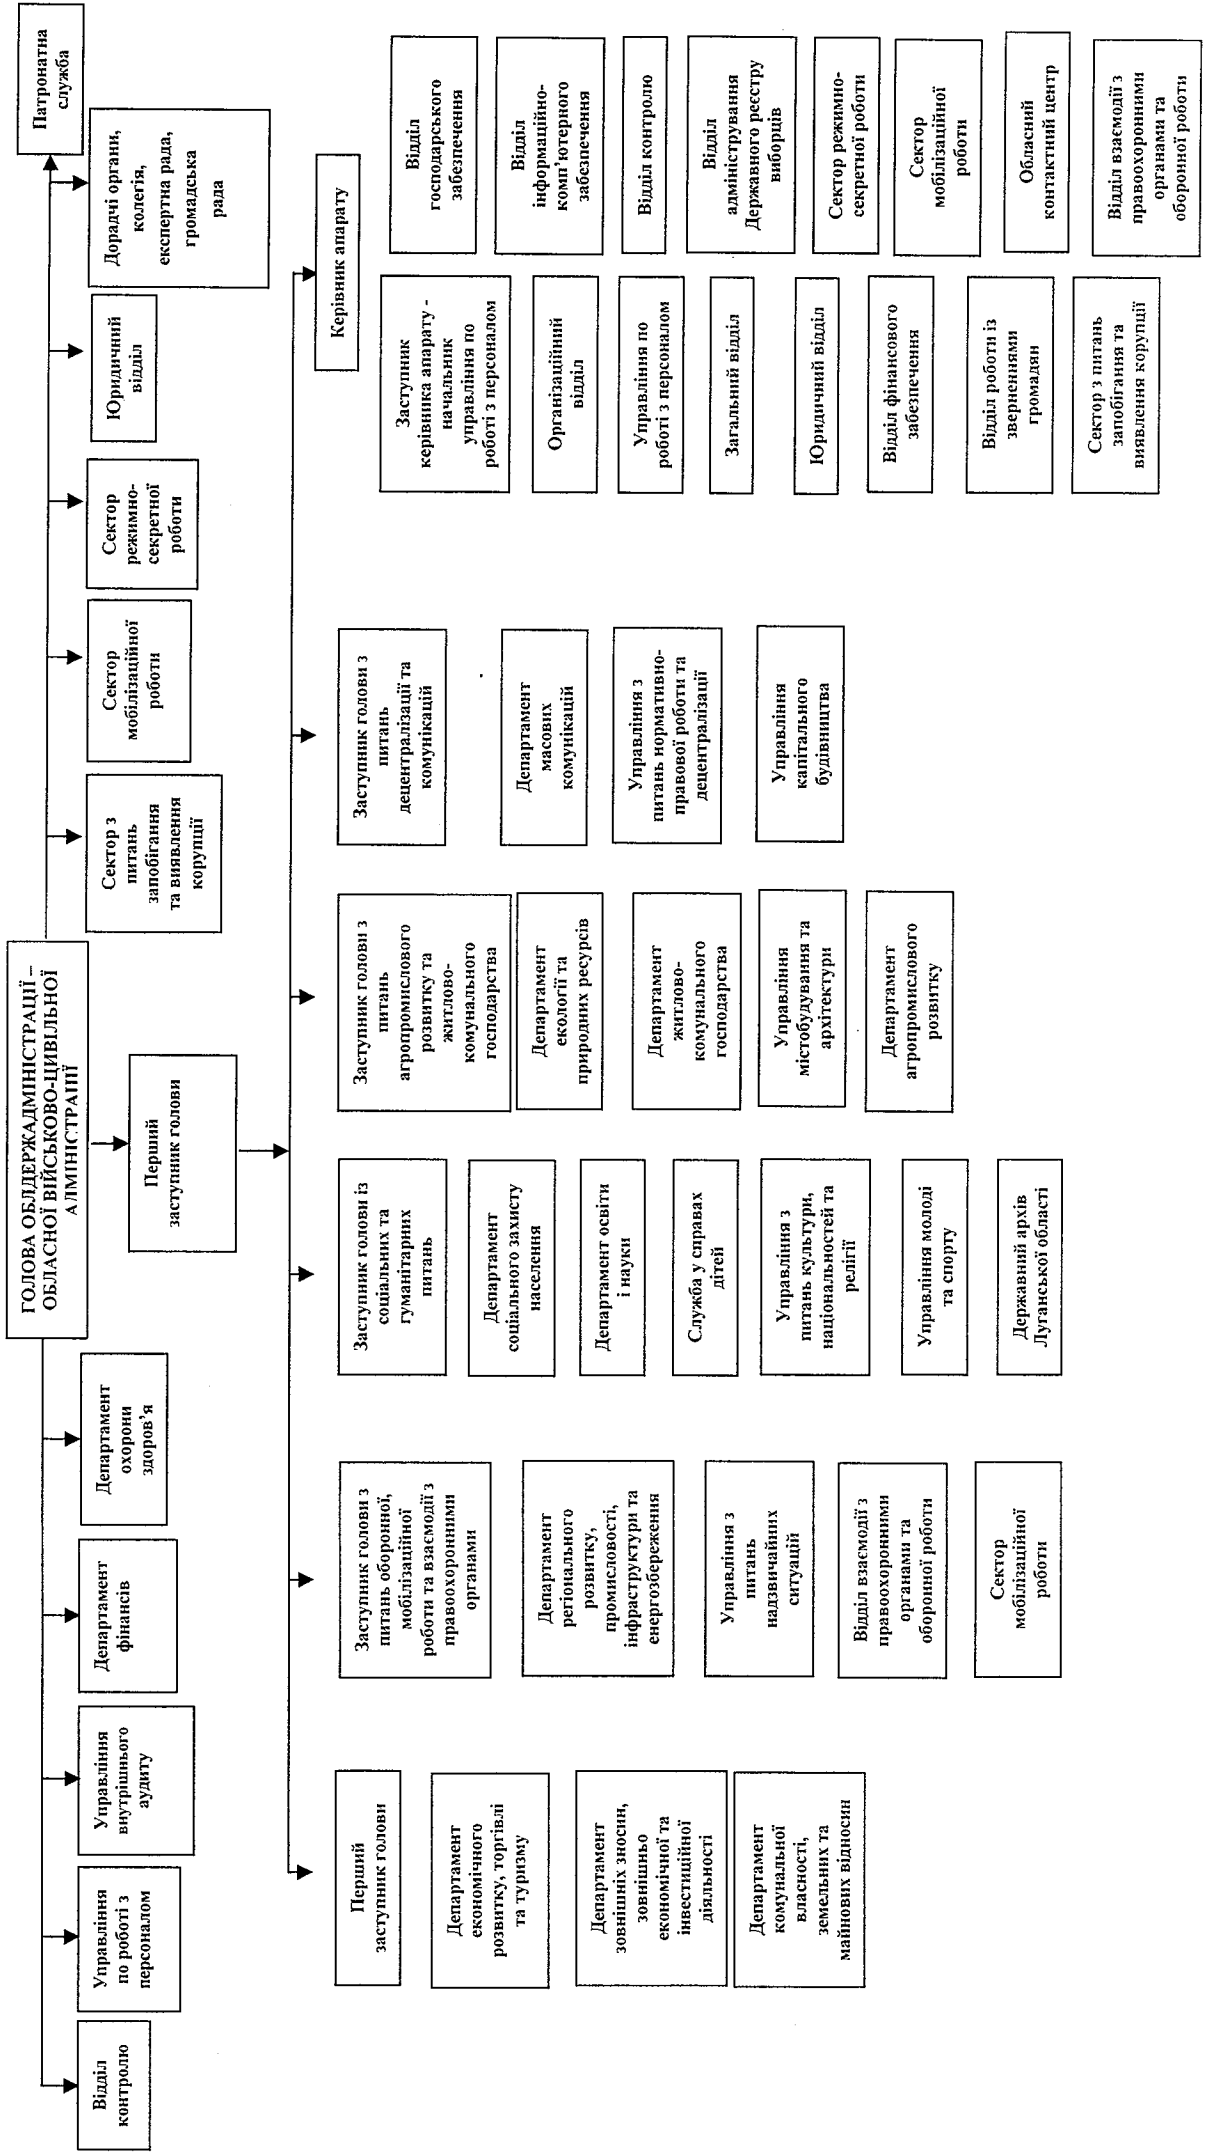 ГОЛОВА ОБЛДЕРЖАДМІНІСТРАЦІЇ –
ОБЛАСНОЇ ВІЙСЬКОВО-ЦИВІЛЬНОЇ
АДМІНІСТРАЦІЇ
Патронатна
служба
Відділ
контролю
Управління
по роботі з
персоналом
Управління
внутрішнього
аудиту
Департамент
фінансів
Департамент
охорони
здоров'я
Сектор з
питань
запобігання
та виявлення
корупції
Сектор
мобілізаційної
роботи
Сектор
режимно-
секретної
роботи
Юридичний
відділ
Дорадчі органи,
колегія,
експертна рада,
громадська
рада
Перший
заступник голови
Перший
заступник голови
Департамент
економічного
розвитку, торгівлі
та туризму
Департамент
зовнішніх зносин,
зовнішньо
економічної та
інвестиційної
діяльності
Департамент
комунальної
власності,
земельних та
майнових відносин
Заступник голови з
питань оборонної,
мобілізаційної
роботи та взаємодії з
правоохоронними
органами
Департамент
регіонального
розвитку,
промисловості,
інфраструктури та
енергозбереження
Управління з
питань
надзвичайних
ситуацій
Відділ взаємодії з
правоохоронними
органами та
оборонної роботи
Сектор
мобілізаційної
роботи
Заступник голови із
соціальних та
гуманітарних
питань
Департамент
соціального захисту
населення
Департамент освіти
і науки
Служба у справах
дітей
Управління з
питань культури,
національностей та
релігії
Управління молоді
та спорту
Державний архів
Луганської області
Заступник голови з
питань
агропромислового
розвитку та
житлово-
комунального
господарства
Департамент
екології та
природних ресурсів
Департамент
житлово-
комунального
господарства
Управління
містобудування та
архітектури
Департамент
агропромислового
розвитку
Заступник голови з
питань
децентралізації та
комунікацій
Департамент
масових
комунікацій
Управління з
питань нормативно-
правової роботи та
децентралізації
Управління
капітального
будівництва
Керівник апарату
Заступник
керівника апарату -
начальник
управління по
роботі з персоналом
Організаційний
відділ
Управління по
роботі з персоналом
Загальний відділ
Юридичний відділ
Відділ фінансового
забезпечення
Відділ роботи із
зверненнями
громадян
Сектор з питань
запобігання та
виявлення корупції
Відділ
господарського
забезпечення
Відділ
інформаційно-
комп'ютерного
забезпечення
Відділ контролю
Відділ
адміністрування
Державного реєстру
виборців
Сектор режимно-
секретної роботи
Сектор
мобілізаційної
роботи
Обласний
контактний центр
Відділ взаємодії з
правоохоронними
органами та
оборонної роботи